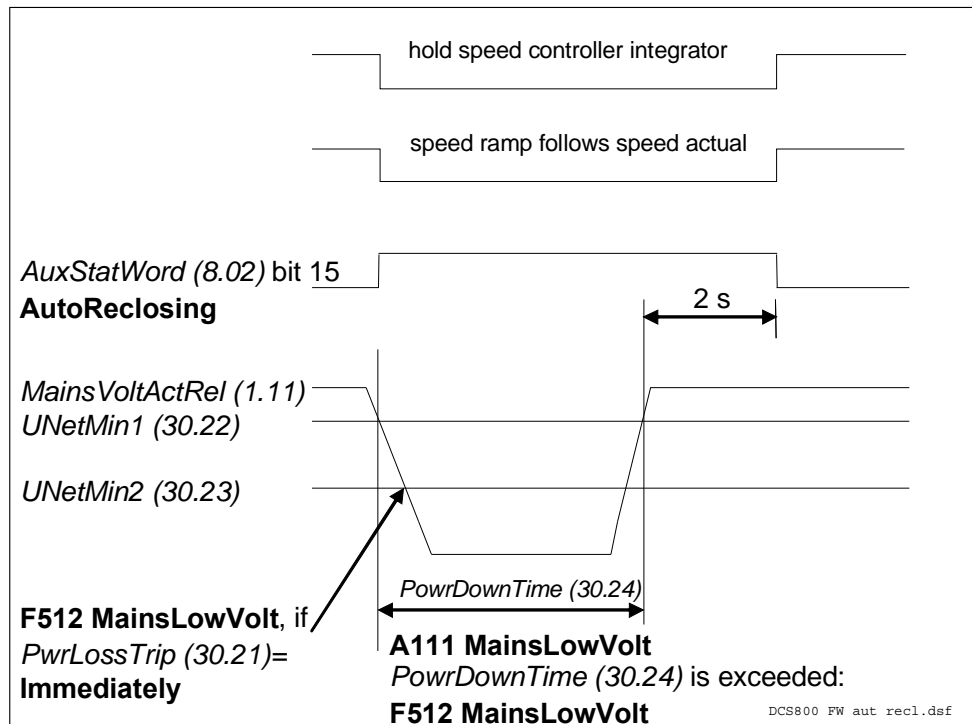 hold speed controller integrator
speed ramp follows speed actual
AuxStatWord (8.02) bit 15
AutoReclosing
2 s
MainsVoltActRel (1.11)
UNetMin1 (30.22)
UNetMin2 (30.23)
PowrDownTime (30.24)
F512 MainsLowVolt, if
PwrLossTrip (30.21)=
Immediately
A111 MainsLowVolt
PowrDownTime (30.24) is exceeded:
F512 MainsLowVolt
DCS800 FW aut recl.dsf